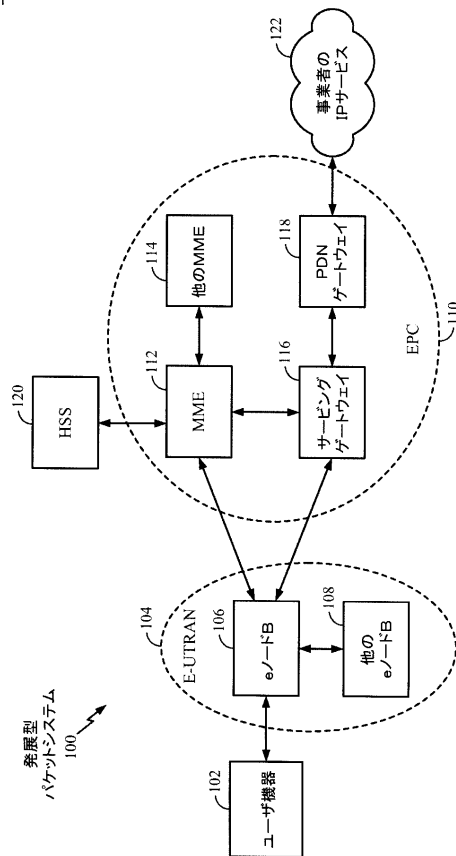 発展型
パケットシステム
100
102
ユーザ機器
104
E-UTRAN
106
eノードB
108
他の
eノードB
120
HSS
112
MME
114
他のMME
116
サービング
ゲートウェイ
118
PDN
ゲートウェイ
EPC
110
122
事業者の
IPサービス